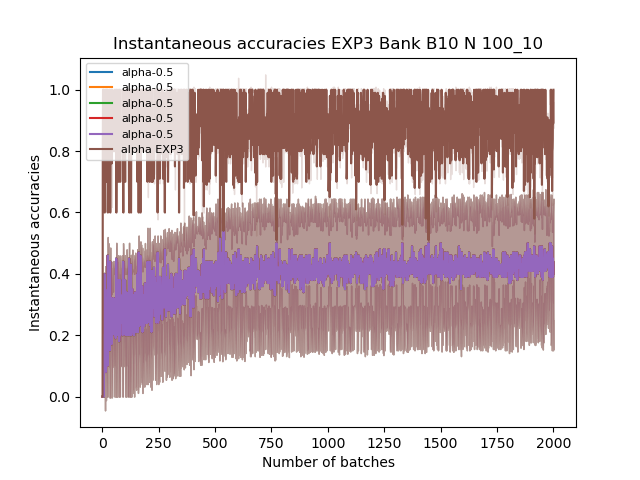 Instantaneous accuracies EXP3 Bank B10 N 100_10
alpha-0.5
alpha-0.5
alpha-0.5
alpha-0.5
alpha-0.5
alpha EXP3
Instantaneous accuracies
1.0
0.8
0.6
0.4
0.2
0.0
0 250 500 750 1000 1250 1500 1750 2000
Number of batches